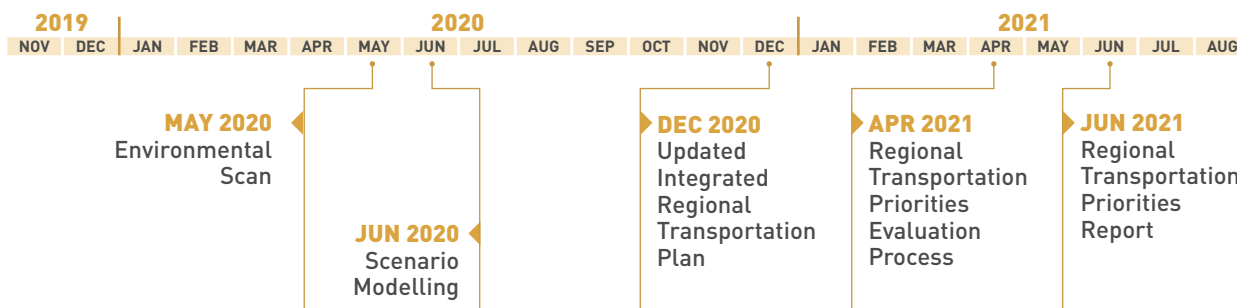 2019 2020 2021
NOV DEC JAN FEB MAR APR MAY JUN JUL AUG SEP OCT NOV DEC JAN FEB MAR APR MAY JUN JUL AUG
MAY 2020
Environmental
Scan
JUN 2020
Scenario
Modelling
DEC 2020
Updated
Integrated
Regional
Transportation
Plan
APR 2021
Regional
Transportation
Priorities
Evaluation
Process
JUN 2021
Regional
Transportation
Priorities
Report